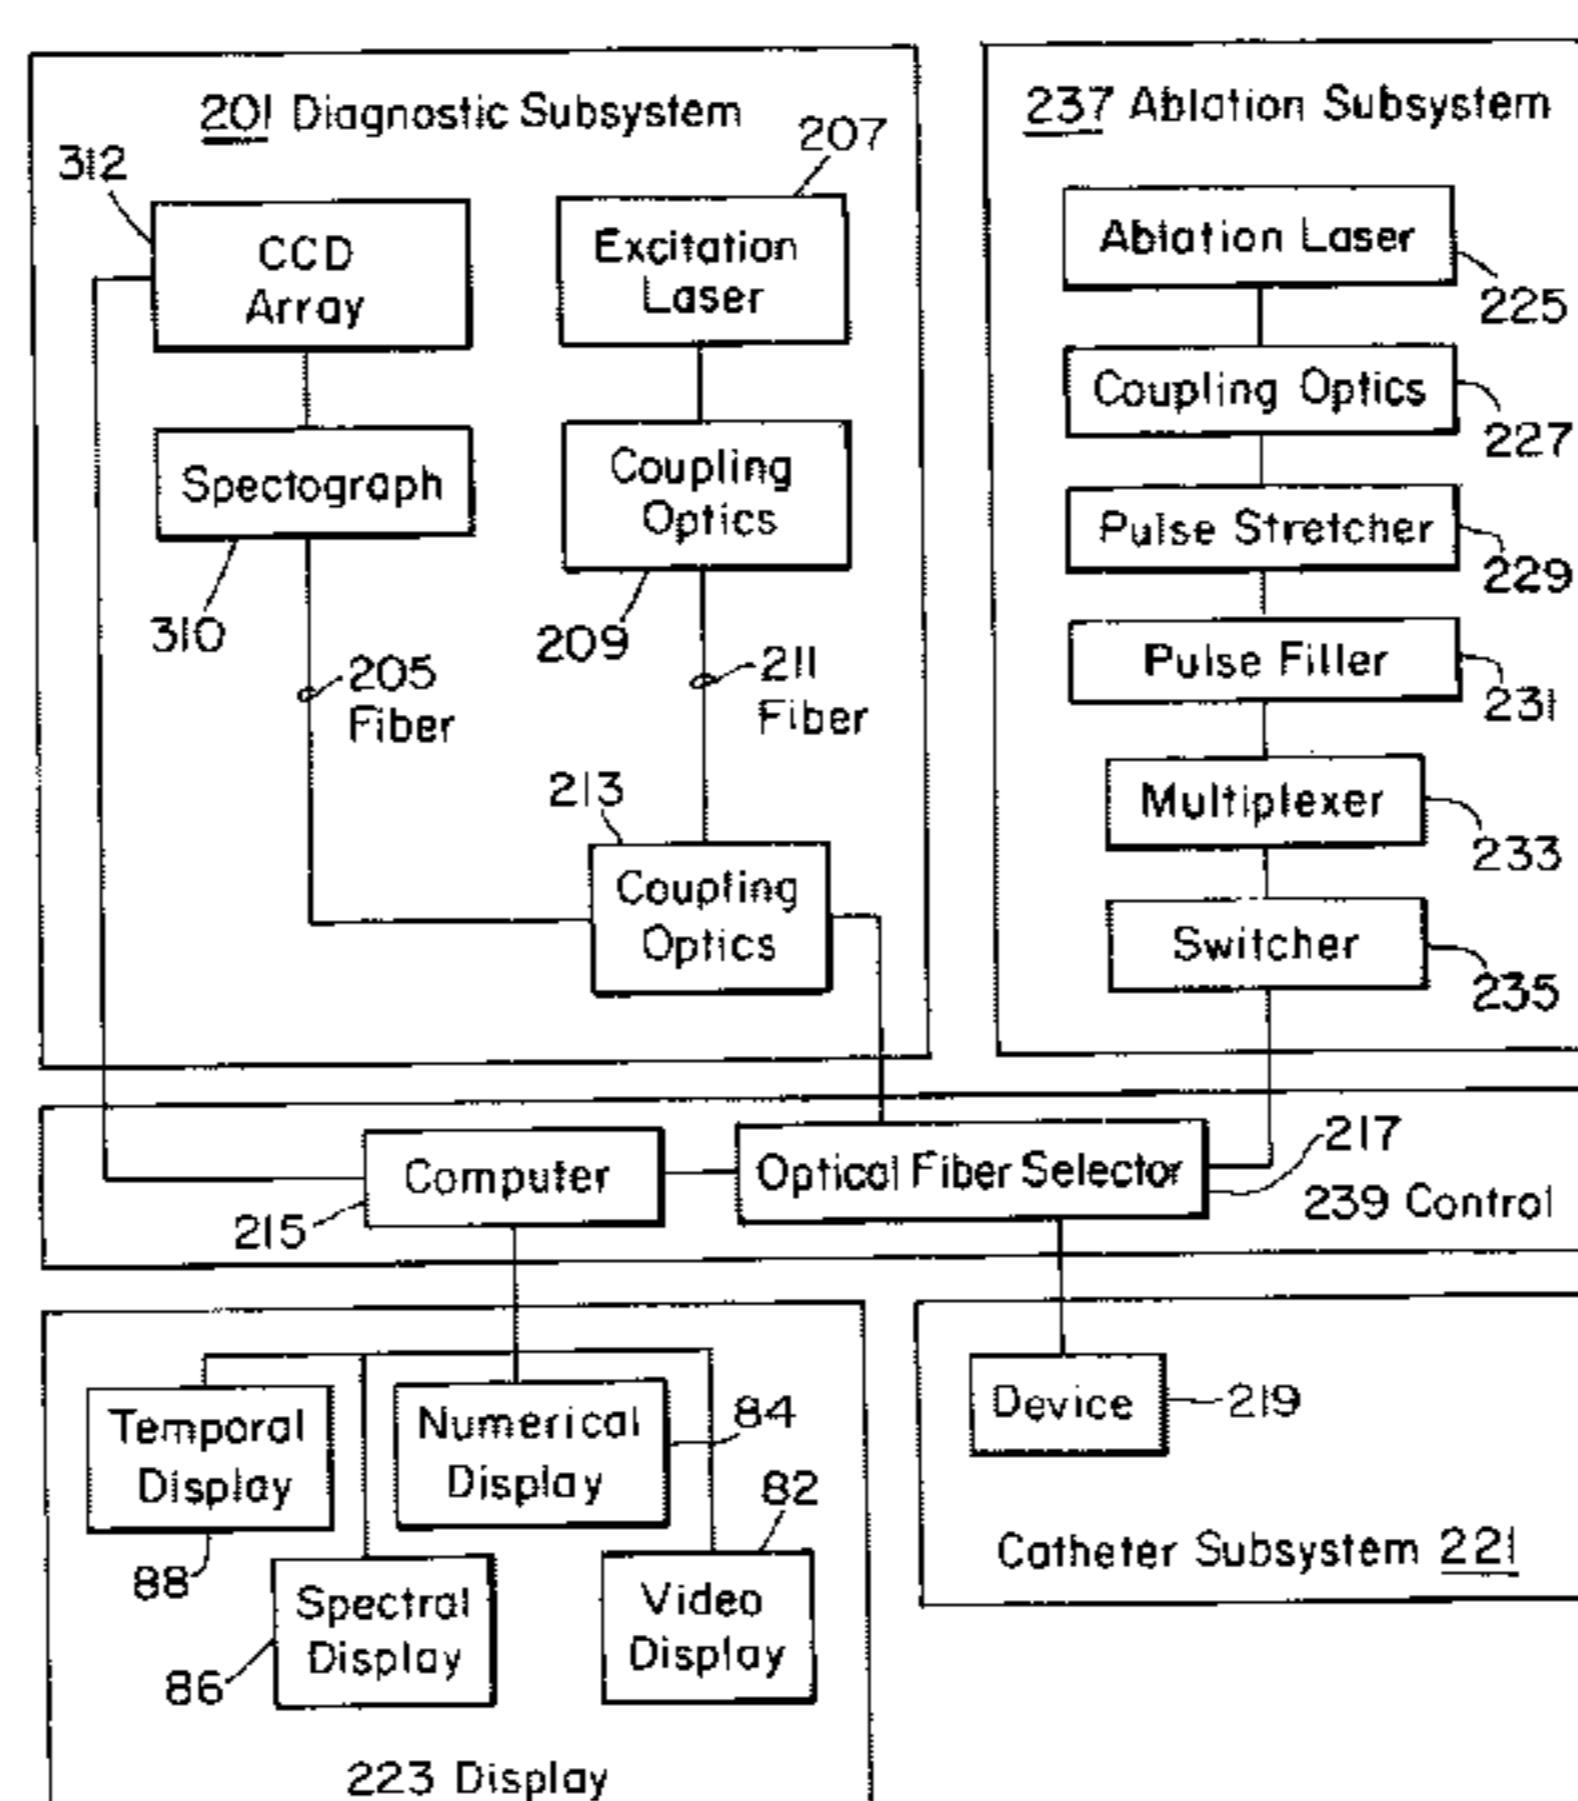 201 Diagnostic Subsystem
312
207
CCD
Array
Excitation
Laser
Spectograph
310
Coupling
Optics
209
205
Fiber
211
Fiber
213
Coupling
Optics
237 Ablation Subsystem
Ablation Laser
225
Coupling Optics
227
Pulse Stretcher
229
Pulse Filler
231
Multiplexer
233
Switcher
235
Computer
215
Optical Fiber Selector
217
239 Control
Temporal
Display
88
Numerical
Display
84
82
Spectral
Display
86
Video
Display
223 Display
Device
219
Catheter Subsystem 221